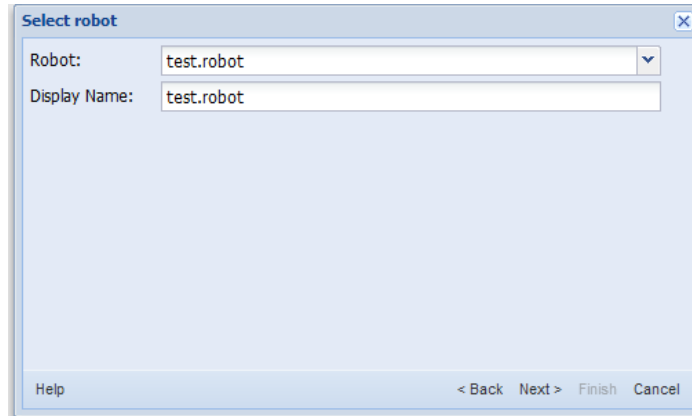 Select robot
Robot: test.robot
Display Name: test.robot
Help < Back Next > Finish Cancel